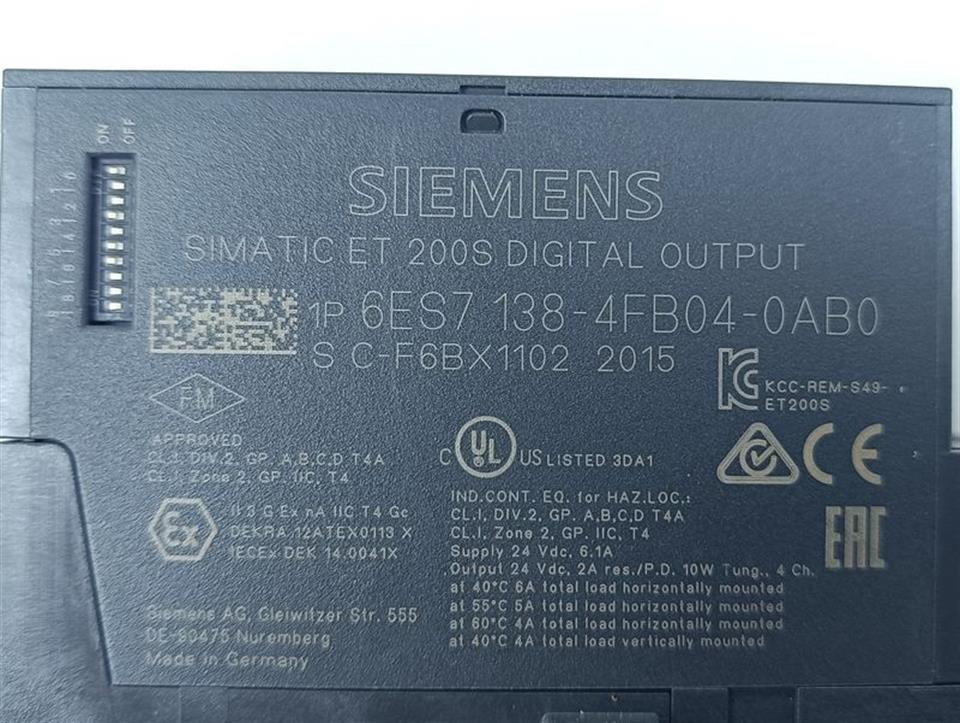 ON
OFF
SIEMENS
SIMATIC ET 200S DIGITAL OUTPUT
1P 6ES7 138-4FB04-0AB0
S C-F6BX1102 2015
KCC-REM-S49-
ET200S
FM
APPROVED
CL.I, DIV.2, GP. A,B,C,D T4A
CL.I, Zone 2, GP. IIC, T4
C UL US LISTED 3DA1
CE
IND.CONT. EQ. for HAZ.LOC.:
CL.I, DIV.2, GP. A,B,C,D T4A
CL.I, Zone 2, GP. IIC, T4
Supply 24 Vdc, 6.1A
Output 24 Vdc, 2A res./P.D. 10W Tung., 4 Ch.
at 40°C 6A total load horizontally mounted
at 55°C 5A total load horizontally mounted
at 60°C 4A total load horizontally mounted
at 40°C 4A total load vertically mounted
EAC
Ex
II 3 G Ex nA IIC T4 Gc
DEKRA 12ATEX0113 X
IECEx DEK 14.0041X
Siemens AG, Gleiwitzer Str. 555
DE-90475 Nuremberg
Made in Germany